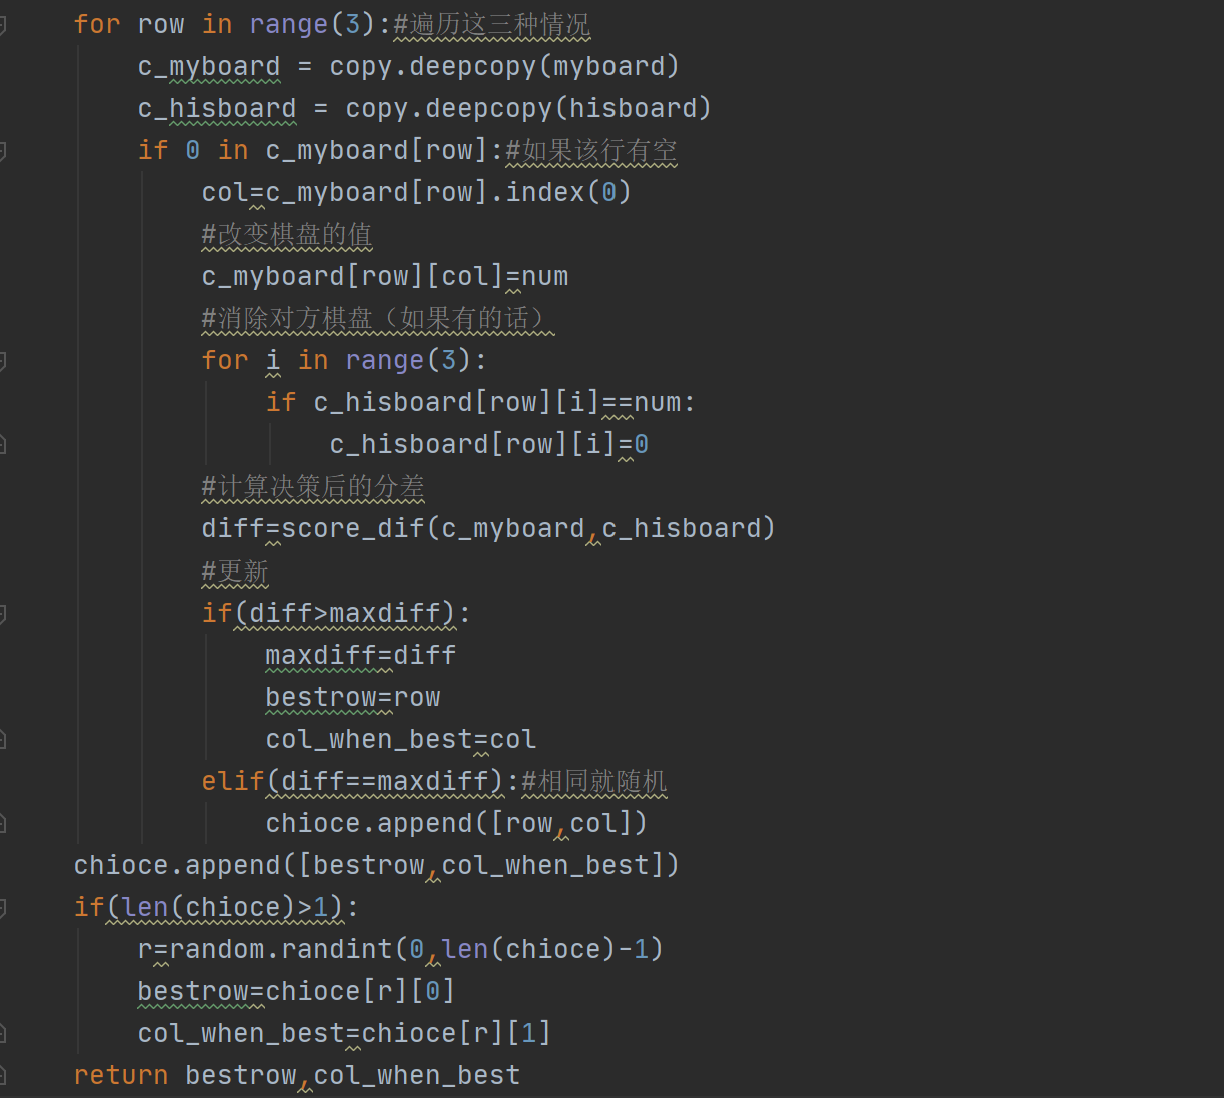 for row in range(3):#遍历这三种情况
    c_myboard = copy.deepcopy(myboard)
    c_hisboard = copy.deepcopy(hisboard)
    if 0 in c_myboard[row]:#如果该行有空
        col=c_myboard[row].index(0)
        #改变棋盘的值
        c_myboard[row][col]=num
        #消除对方棋盘（如果有的话）
        for i in range(3):
            if c_hisboard[row][i]==num:
                c_hisboard[row][i]=0
        #计算决策后的分差
        diff=score_dif(c_myboard,c_hisboard)
        #更新
        if(diff>maxdiff):
            maxdiff=diff
            bestrow=row
            col_when_best=col
        elif(diff==maxdiff):#相同就随机
            chioce.append([row,col])
chioce.append([bestrow,col_when_best])
if(len(chioce)>1):
    r=random.randint(0,len(chioce)-1)
    bestrow=chioce[r][0]
    col_when_best=chioce[r][1]
return bestrow,col_when_best